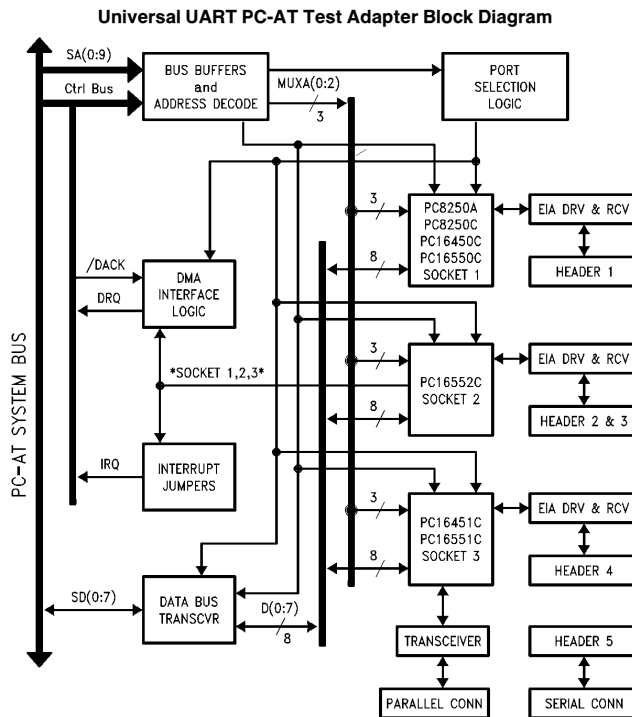 Universal UART PC-AT Test Adapter Block Diagram
SA(0:9)
Ctrl Bus
BUS BUFFERS
and
ADDRESS DECODE
MUXA(0:2)
3
PORT
SELECTION
LOGIC
3
8
PC8250A
PC8250C
PC16450C
PC16550C
SOCKET 1
EIA DRV & RCV
HEADER 1
/DACK
DRQ
DMA
INTERFACE
LOGIC
*SOCKET 1,2,3*
3
8
PC16552C
SOCKET 2
EIA DRV & RCV
HEADER 2 & 3
PC-AT SYSTEM BUS
IRQ
INTERRUPT
JUMPERS
3
8
PC16451C
PC16551C
SOCKET 3
EIA DRV & RCV
HEADER 4
SD(0:7)
DATA BUS
TRANSCVR
D(0:7)
8
TRANSCEIVER
HEADER 5
PARALLEL CONN
SERIAL CONN